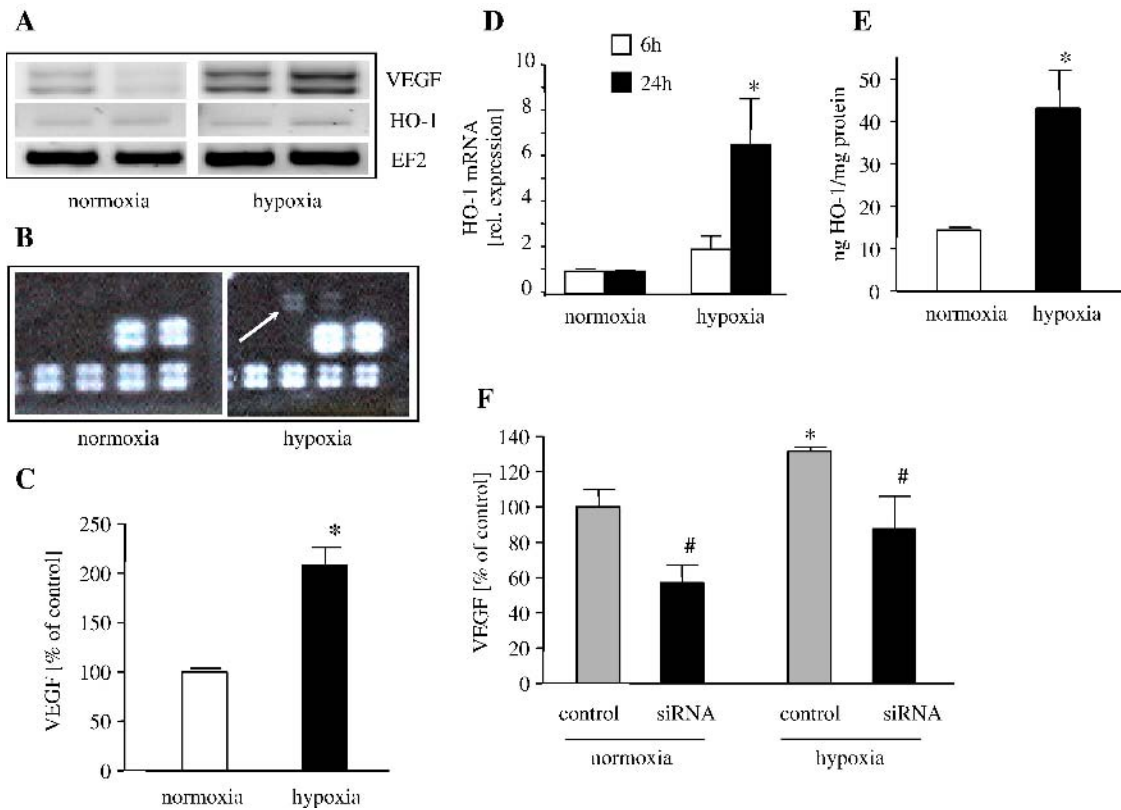 A
VEGF
HO-1
EF2
normoxia hypoxia
B
normoxia hypoxia
C
VEGF [% of control]
250
200
150
100
50
0
*
normoxia hypoxia
D
6h
24h
HO-1 mRNA
[rel. expression]
10
8
6
4
2
0
*
normoxia hypoxia
E
ng HO-1/mg protein
50
40
30
20
10
0
*
normoxia hypoxia
F
VEGF [% of control]
140
120
100
80
60
40
20
0
#
*
#
control siRNA control siRNA
normoxia hypoxia